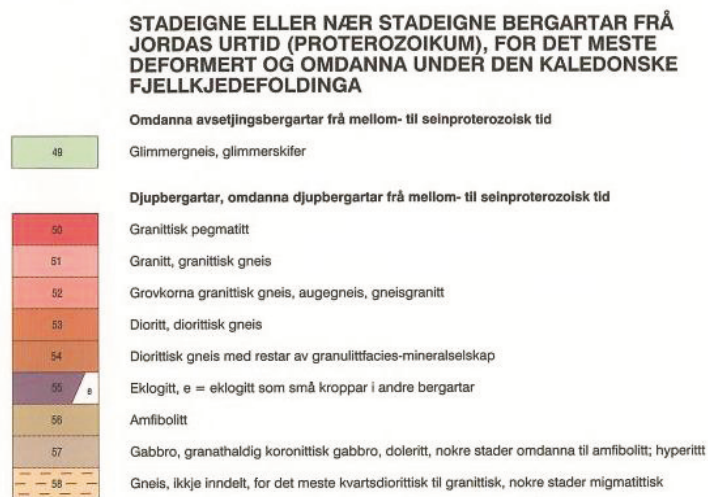 STADEIGNE ELLER NÆR STADEIGNE BERGARTAR FRÅ
JORDAS URTID (PROTEROZOIKUM), FOR DET MESTE
DEFORMERT OG OMDANNA UNDER DEN KALEDONSKE
FJELLKJEDEFOLDINGA
Omdanna avsetjingsbergartar frå mellom- til seinproterozoisk tid
49 Glimmergneis, glimmerskifer
Djupbergartar, omdanna djupbergartar frå mellom- til seinproterozoisk tid
50 Granittisk pegmatitt
51 Granitt, granittisk gneis
52 Grovkorna granittisk gneis, augegneis, gneisgranitt
53 Dioritt, diorittisk gneis
54 Diorittisk gneis med restar av granulittfacies-mineralselskap
55 e Eklogitt, e = eklogitt som små kroppar i andre bergartar
56 Amfibolitt
57 Gabbro, granathaldig koronittisk gabbro, doleritt, nokre stader omdanna til amfibolitt; hyperittt
58 Gneis, ikkje inndelt, for det meste kvartsdiorittisk til granittisk, nokre stader migmatittisk